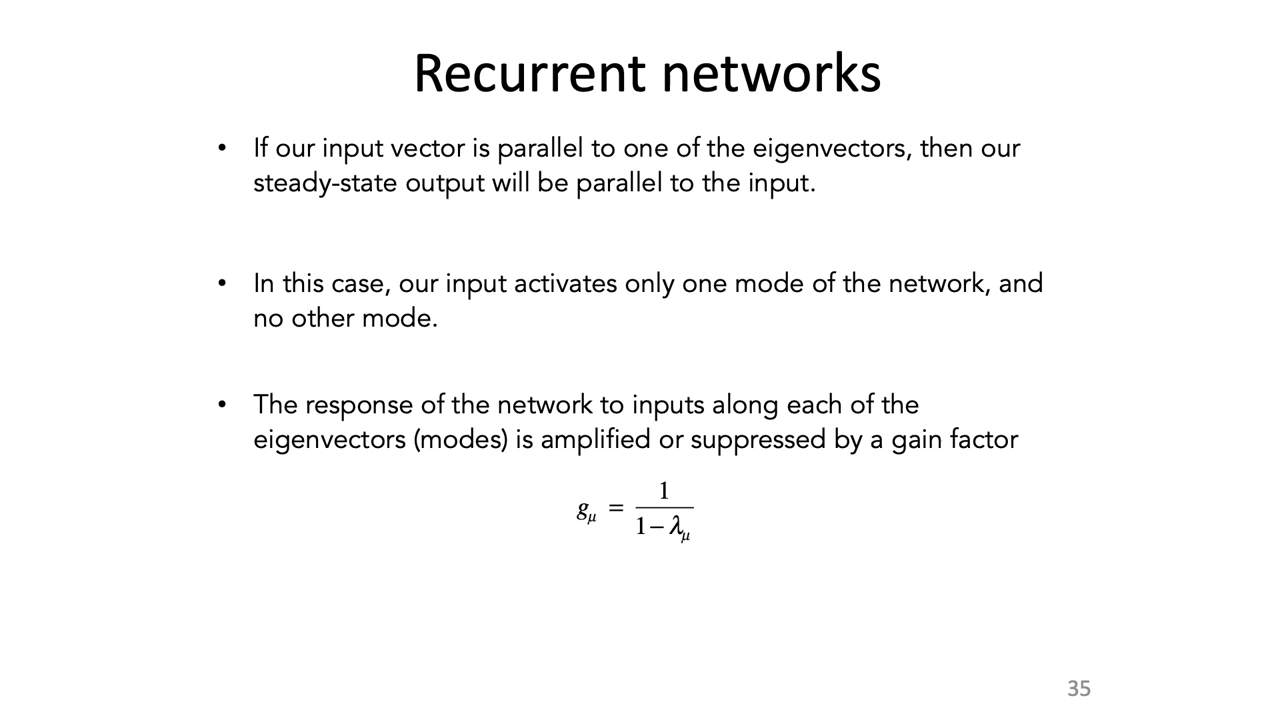 Recurrent networks
• If our input vector is parallel to one of the eigenvectors, then our
steady-state output will be parallel to the input.
• In this case, our input activates only one mode of the network, and
no other mode.
• The response of the network to inputs along each of the
eigenvectors (modes) is amplified or suppressed by a gain factor
g_μ = 1 / (1 – λ_μ)
35